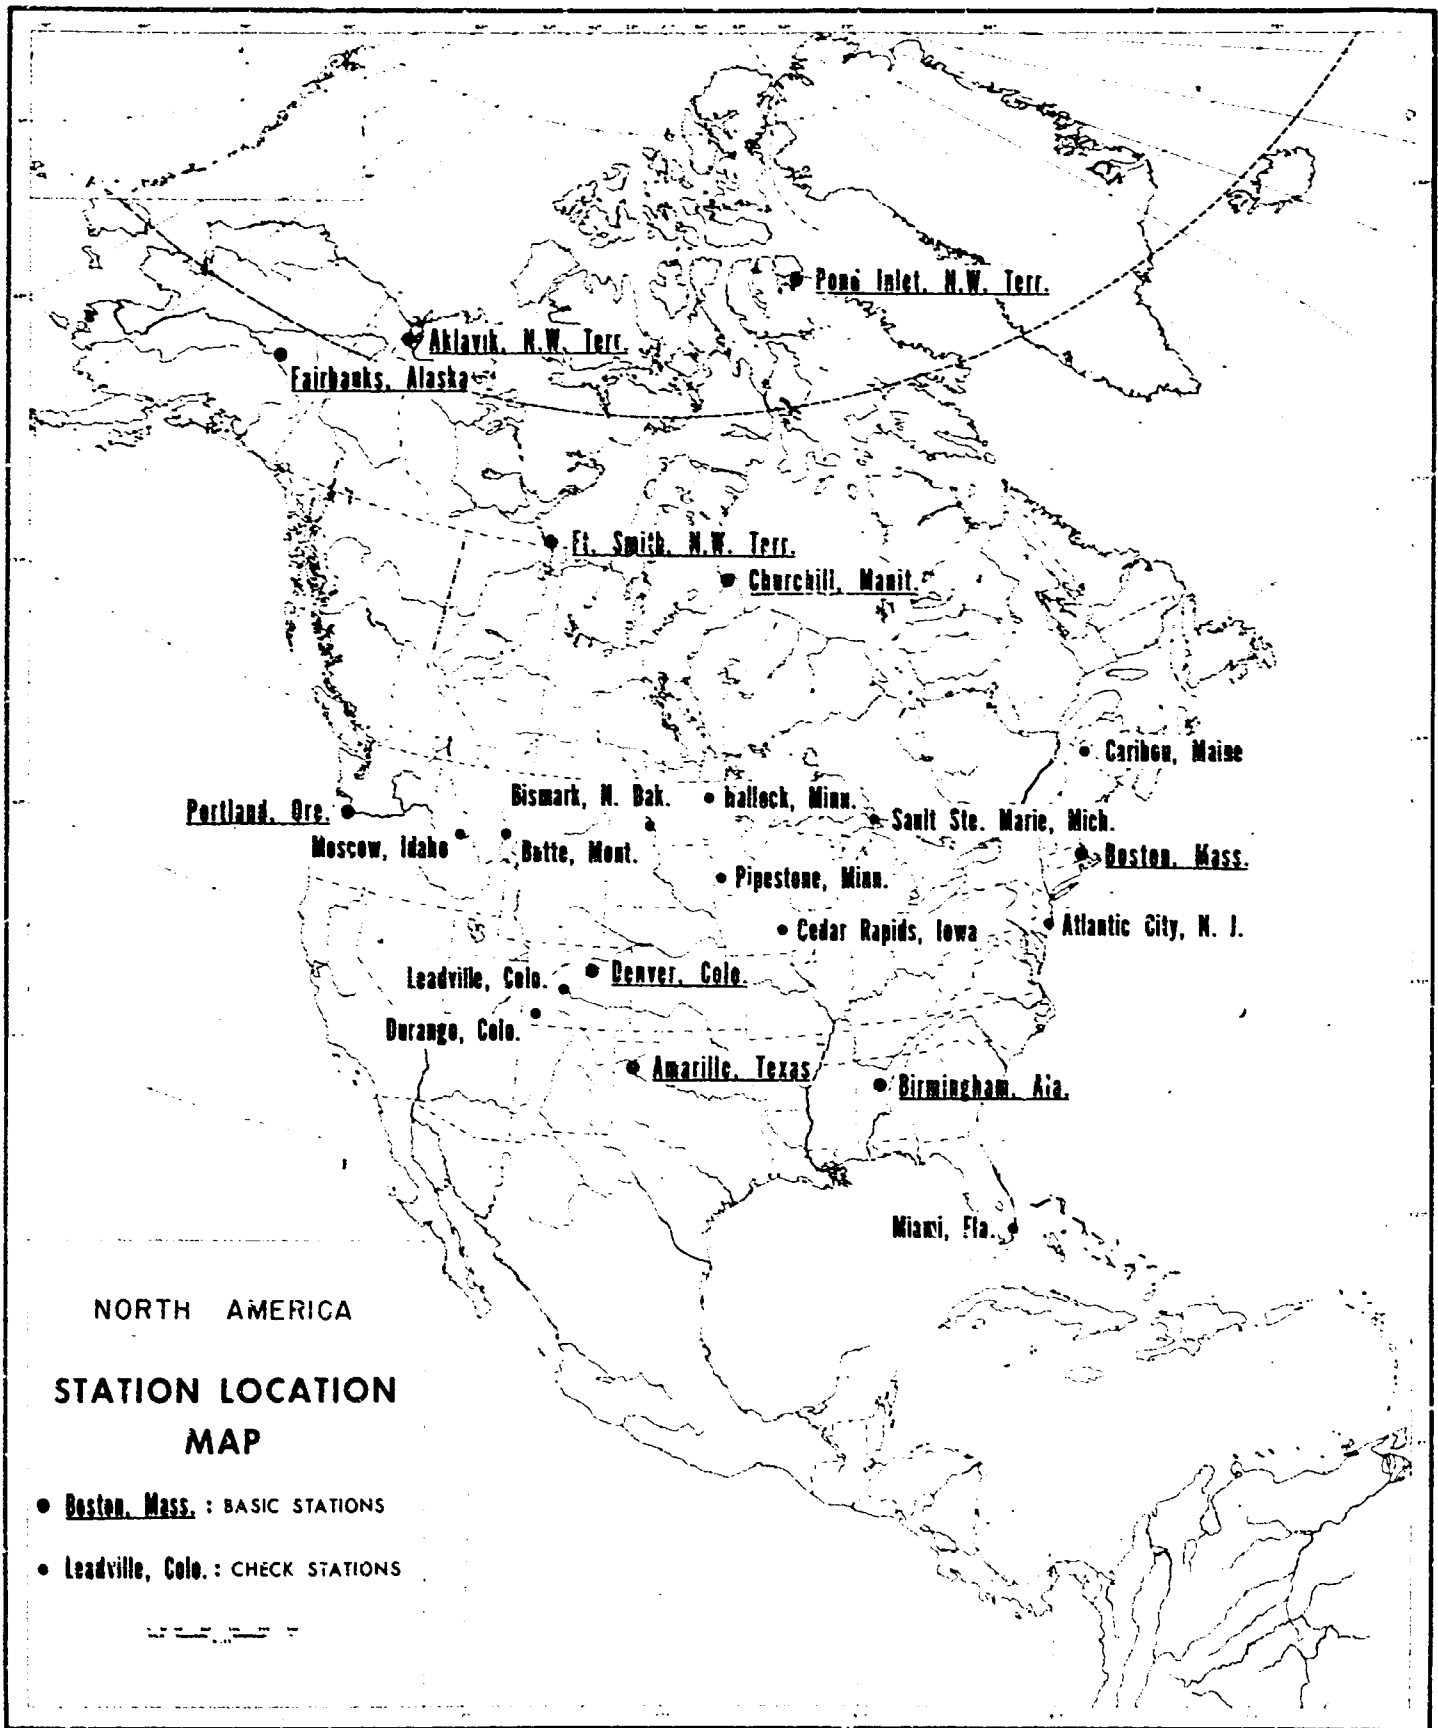 Pond Inlet, N.W. Terr.
Aklavik, N.W. Terr.
Fairbanks, Alaska
Ft. Smith, N.W. Terr.
Churchill, Manit.
Caribou, Maine
Bismark, N. Dak.
Hallock, Minn.
Portland, Ore.
Sault Ste. Marie, Mich.
Moscow, Idaho
Butte, Mont.
Boston, Mass.
Pipestone, Minn.
Cedar Rapids, Iowa
Atlantic City, N. J.
Leadville, Colo.
Denver, Colo.
Durango, Colo.
Amarillo, Texas
Birmingham, Ala.
Miami, Fla.
NORTH AMERICA
STATION LOCATION
MAP
Boston, Mass. : BASIC STATIONS
Leadville, Colo. : CHECK STATIONS